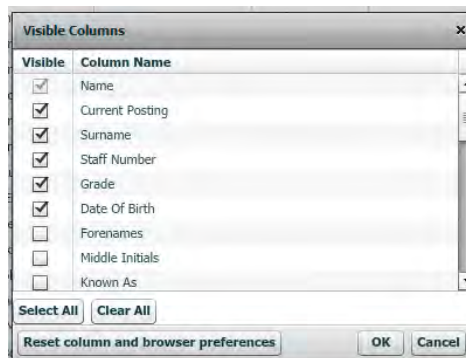 Visible Columns
Visible Column Name
Name
Current Posting
Surname
Staff Number
Grade
Date Of Birth
Forenames
Middle Initials
Known As
Select All Clear All
Reset column and browser preferences OK Cancel